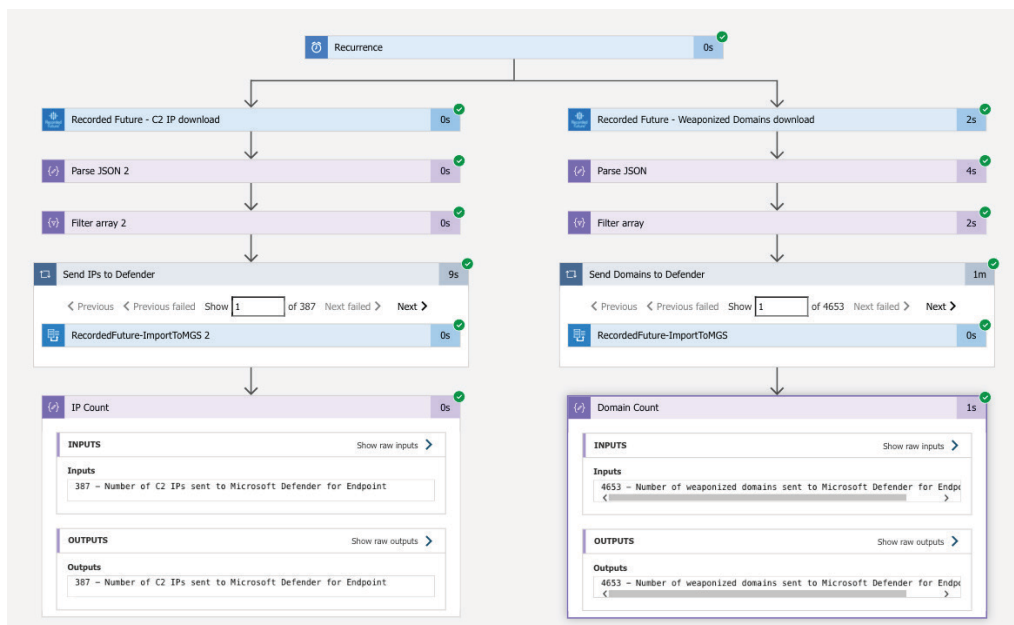 Recurrence
0s
Recorded Future - C2 IP download
0s
Parse JSON 2
0s
Filter array 2
0s
Send IPs to Defender
9s
Previous Previous failed Show 1 of 387 Next failed Next
RecordedFuture-ImportToMGS 2
0s
IP Count
0s
INPUTS
Show raw inputs
Inputs
387 – Number of C2 IPs sent to Microsoft Defender for Endpoint
OUTPUTS
Show raw outputs
Outputs
387 – Number of C2 IPs sent to Microsoft Defender for Endpoint
Recorded Future - Weaponized Domains download
2s
Parse JSON
4s
Filter array
2s
Send Domains to Defender
1m
Previous Previous failed Show 1 of 4653 Next failed Next
RecordedFuture-ImportToMGS
0s
Domain Count
1s
INPUTS
Show raw inputs
Inputs
4653 – Number of weaponized domains sent to Microsoft Defender for Endpo
OUTPUTS
Show raw outputs
Outputs
4653 – Number of weaponized domains sent to Microsoft Defender for Endpo